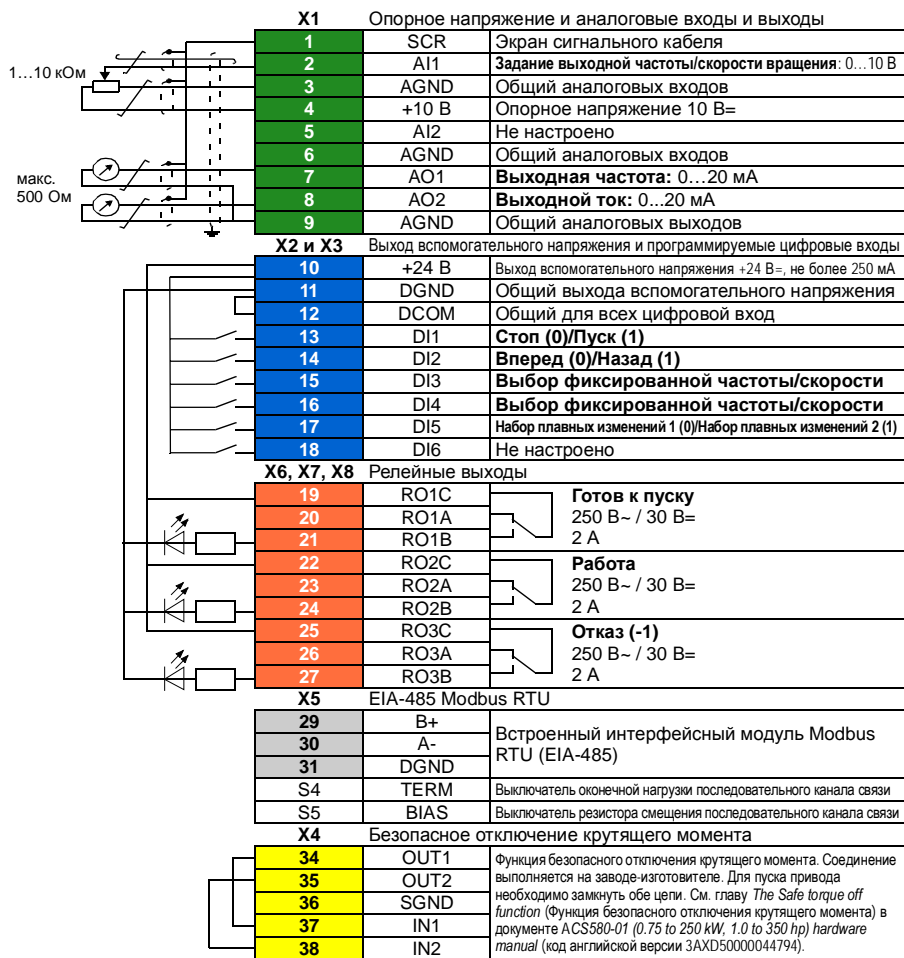 X1 Опорное напряжение и аналоговые входы и выходы
1 SCR Экран сигнального кабеля
1…10 кОм
2 AI1 Задание выходной частоты/скорости вращения: 0…10 В
3 AGND Общий аналоговых входов
4 +10 В Опорное напряжение 10 В=
5 AI2 Не настроено
6 AGND Общий аналоговых входов
макс.
500 Ом
7 AO1 Выходная частота: 0…20 мА
8 AO2 Выходной ток: 0...20 мА
9 AGND Общий аналоговых выходов
X2 и X3 Выход вспомогательного напряжения и программируемые цифровые входы
10 +24 В Выход вспомогательного напряжения +24 В=, не более 250 мА
11 DGND Общий выхода вспомогательного напряжения
12 DCOM Общий для всех цифровой вход
13 DI1 Стоп (0)/Пуск (1)
14 DI2 Вперед (0)/Назад (1)
15 DI3 Выбор фиксированной частоты/скорости
16 DI4 Выбор фиксированной частоты/скорости
17 DI5 Набор плавных изменений 1 (0)/Набор плавных изменений 2 (1)
18 DI6 Не настроено
X6, X7, X8 Релейные выходы
19 RO1C Готов к пуску
20 RO1A 250 В~ / 30 В=
21 RO1B 2 А
22 RO2C Работа
23 RO2A 250 В~ / 30 В=
24 RO2B 2 А
25 RO3C Отказ (-1)
26 RO3A 250 В~ / 30 В=
27 RO3B 2 А
X5 EIA-485 Modbus RTU
29 B+
30 A-
31 DGND
Встроенный интерфейсный модуль Modbus
RTU (EIA-485)
S4 TERM Выключатель оконечной нагрузки последовательного канала связи
S5 BIAS Выключатель резистора смещения последовательного канала связи
X4 Безопасное отключение крутящего момента
34 OUT1
35 OUT2
36 SGND
37 IN1
38 IN2
Функция безопасного отключения крутящего момента. Соединение
выполняется на заводе-изготовителе. Для пуска привода
необходимо замкнуть обе цепи. См. главу The Safe torque off
function (Функция безопасного отключения крутящего момента) в
документе ACS580-01 (0.75 to 250 kW, 1.0 to 350 hp) hardware
manual (код английской версии 3AXD50000044794).